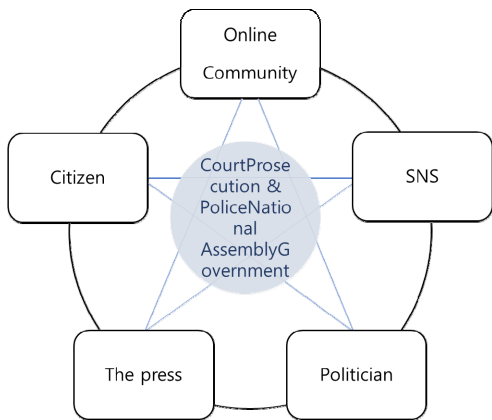 Online
Community
Citizen
SNS
CourtProse
cution &
PoliceNatio
nal
AssemblyG
overnment
The press
Politician